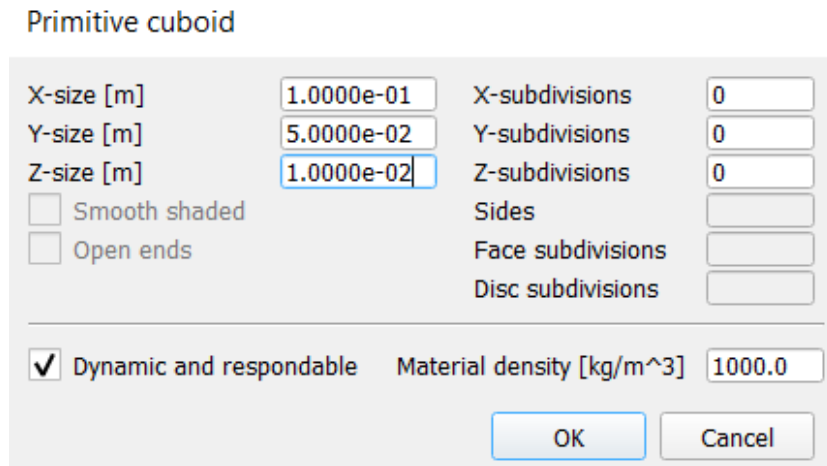 Primitive cuboid
X-size [m] 1.0000e-01 X-subdivisions 0
Y-size [m] 5.0000e-02 Y-subdivisions 0
Z-size [m] 1.0000e-02 Z-subdivisions 0
Smooth shaded Sides
Open ends Face subdivisions
Disc subdivisions
Dynamic and respondable Material density [kg/m^3] 1000.0
OK Cancel